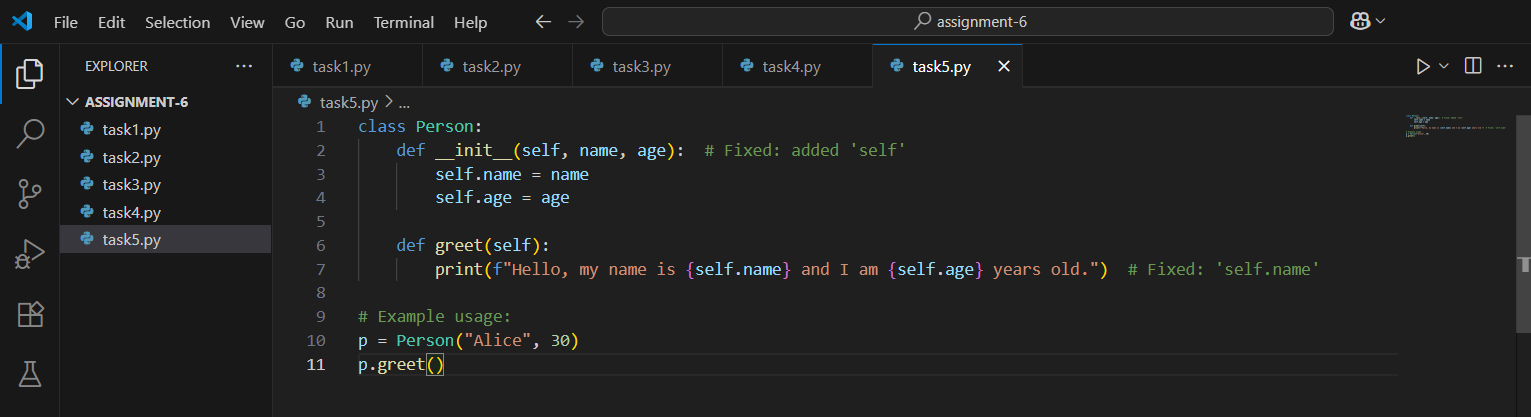 File Edit Selection View Go Run Terminal Help assignment-6
EXPLORER
ASSIGNMENT-6
task1.py
task2.py
task3.py
task4.py
task5.py
task1.py task2.py task3.py task4.py task5.py
task5.py > ...
1 class Person:
2     def __init__(self, name, age):  # Fixed: added 'self'
3         self.name = name
4         self.age = age
5
6     def greet(self):
7         print(f"Hello, my name is {self.name} and I am {self.age} years old.")  # Fixed: 'self.name'
8
9 # Example usage:
10 p = Person("Alice", 30)
11 p.greet()